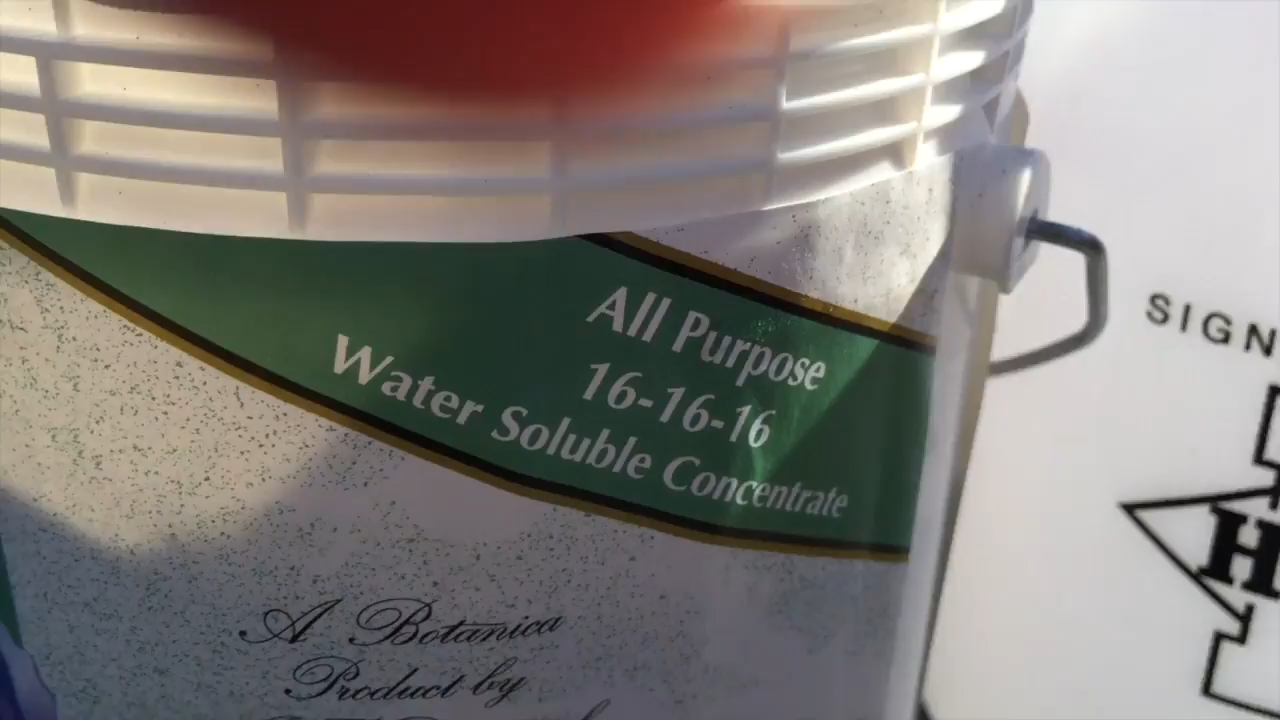 All Purpose
16-16-16
Water Soluble Concentrate
A Botanica
Product by
SIGN
H